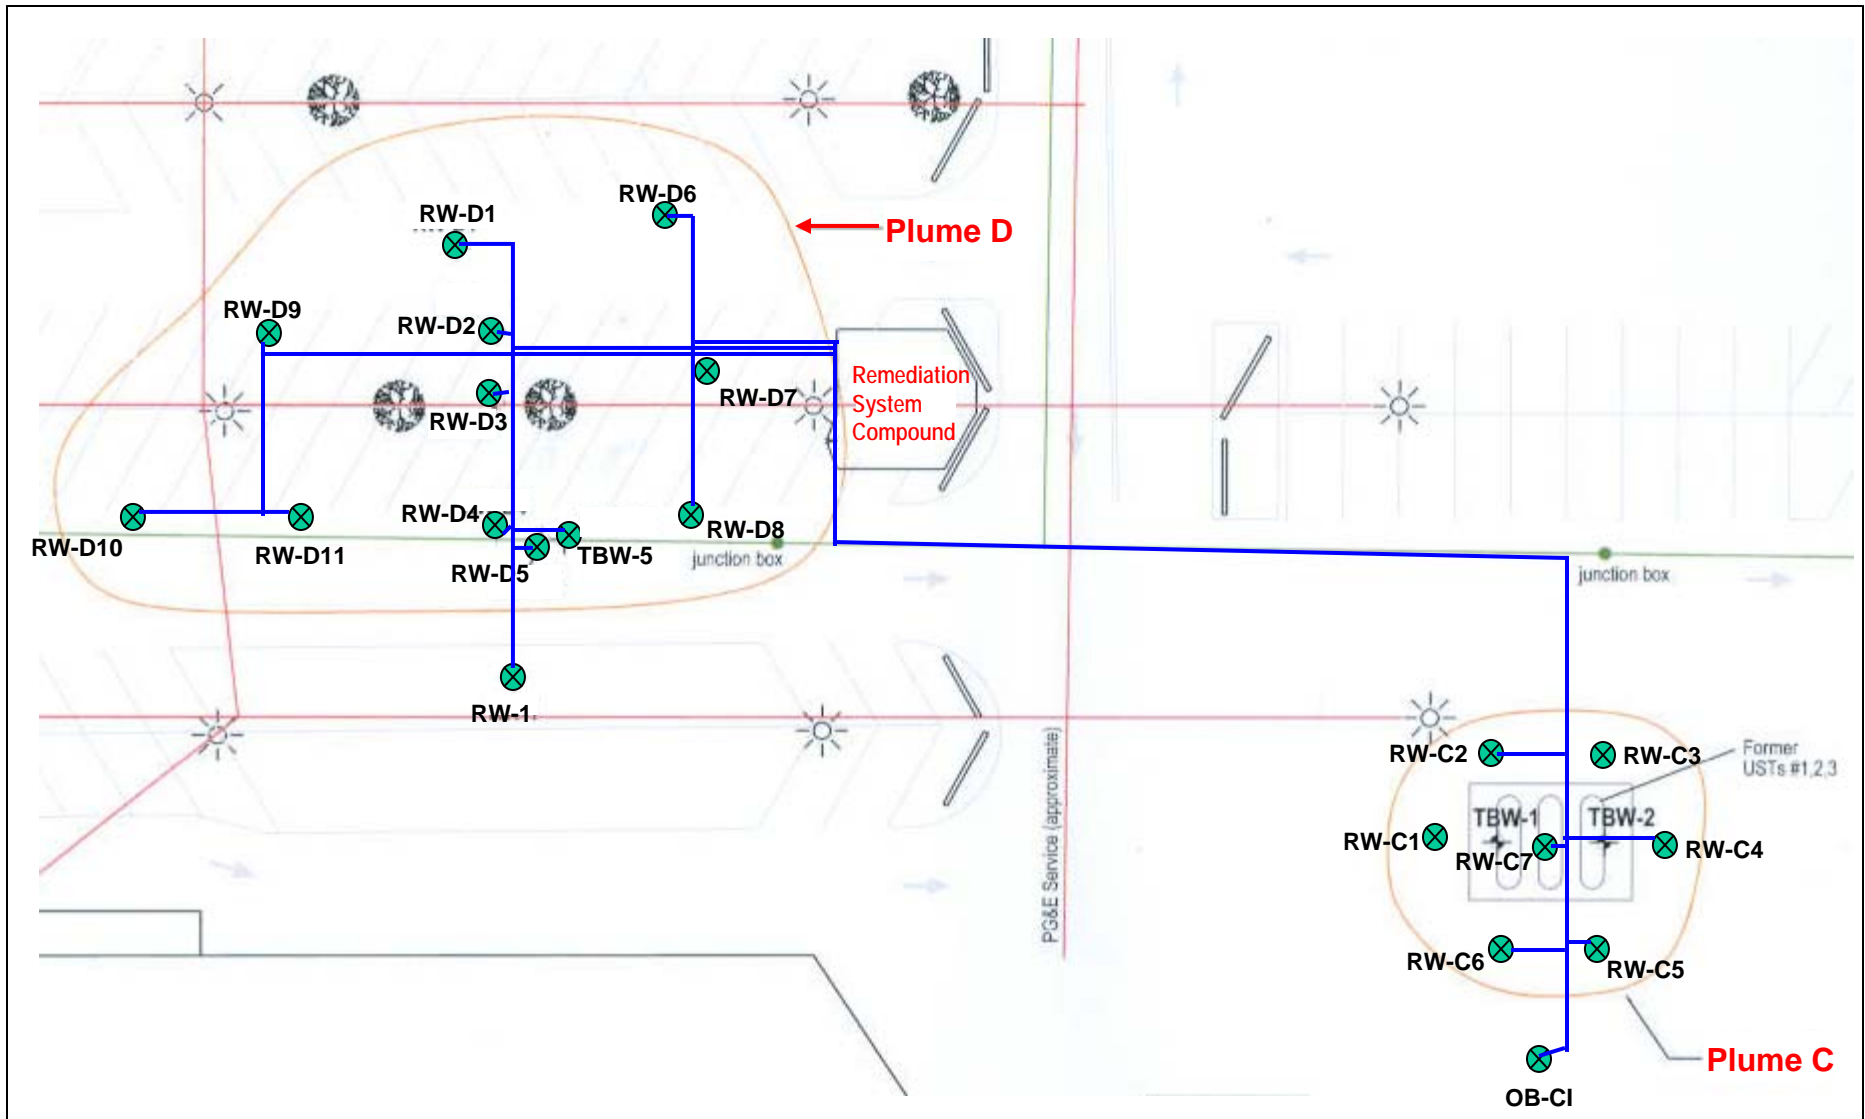 RW-D6
RW-D1
Plume D
RW-D9
RW-D2
Remediation
System
Compound
RW-D7
RW-D3
RW-D4
RW-D8
RW-D10
RW-D11
RW-D5
TBW-5
junction box
junction box
RW-1
PG&E Service (approximate)
RW-C2
RW-C3
Former
USTs #1,2,3
TBW-1
TBW-2
RW-C1
RW-C7
RW-C4
RW-C6
RW-C5
Plume C
OB-CI